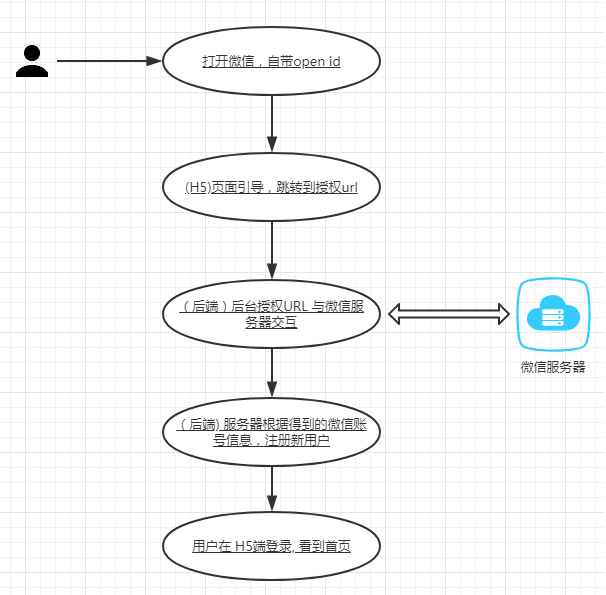 打开微信，自带open id
(H5)页面引导，跳转到授权url
（后端）后台授权URL 与微信服
务器交互
微信服务器
（后端) 服务器根据得到的微信账
号信息，注册新用户
用户在 H5端登录, 看到首页